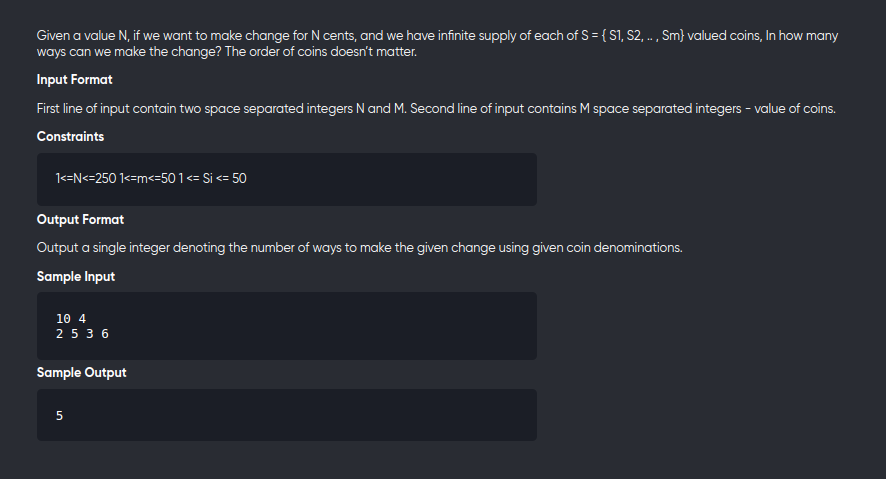 Given a value N, if we want to make change for N cents, and we have infinite supply of each of S = { S1, S2, .. , Sm} valued coins, In how many
ways can we make the change? The order of coins doesn't matter.
Input Format
First line of input contain two space separated integers N and M. Second line of input contains M space separated integers - value of coins.
Constraints
1<=N<=250 1<=m<=50 1 <= Si <= 50
Output Format
Output a single integer denoting the number of ways to make the given change using given coin denominations.
Sample Input
10 4
2 5 3 6
Sample Output
5